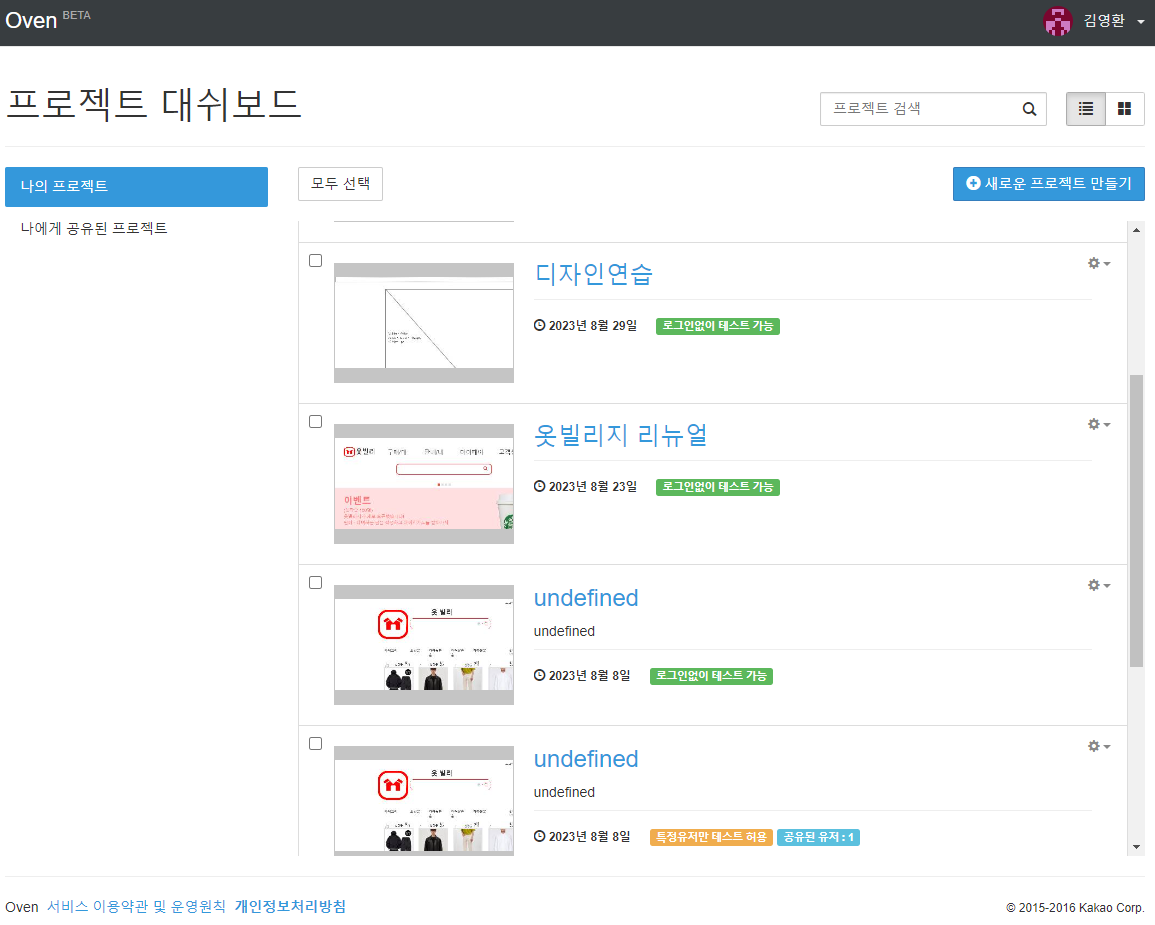 Oven BETA
김영환
프로젝트 대쉬보드
프로젝트 검색
나의 프로젝트
나에게 공유된 프로젝트
모두 선택
새로운 프로젝트 만들기
디자인연습
2023년 8월 29일 로그인없이 테스트 가능
옷빌리
이벤트
옷빌리지 리뉴얼
2023년 8월 23일 로그인없이 테스트 가능
옷 빌리
undefined
undefined
2023년 8월 8일 로그인없이 테스트 가능
옷 빌리
undefined
undefined
2023년 8월 8일 특정유저만 테스트 허용 공유된 유저 : 1
Oven 서비스 이용약관 및 운영원칙 개인정보처리방침
© 2015-2016 Kakao Corp.